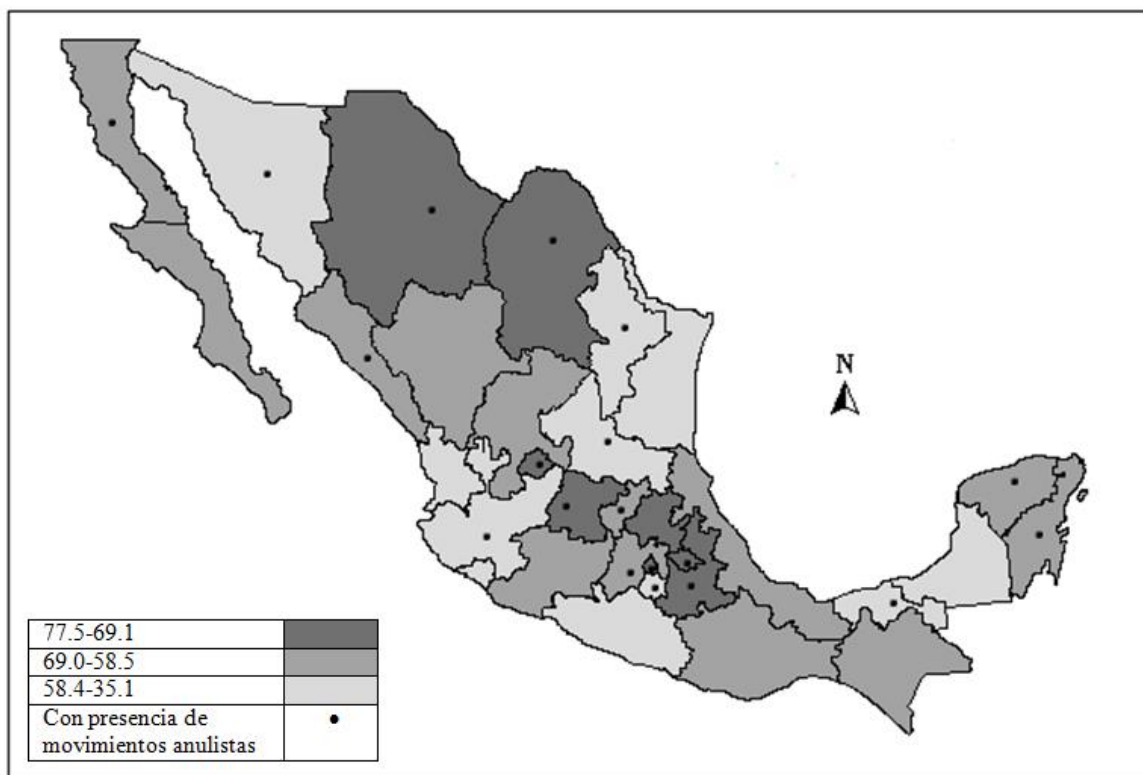 N
77.5-69.1
69.0-58.5
58.4-35.1
Con presencia de
movimientos anulistas